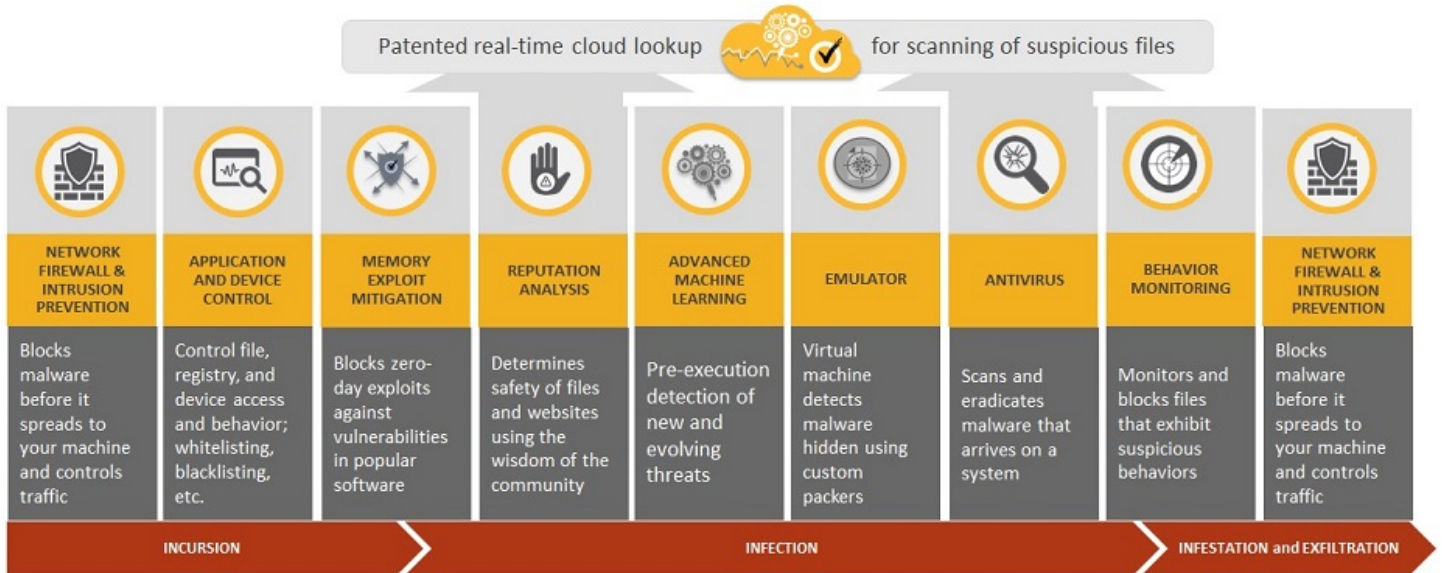 Patented real-time cloud lookup
for scanning of suspicious files
NETWORK
FIREWALL &
INTRUSION
PREVENTION
Blocks
malware
before it
spreads to
your machine
and controls
traffic
APPLICATION
AND DEVICE
CONTROL
Control file,
registry, and
device access
and behavior;
whitelisting,
blacklisting,
etc.
MEMORY
EXPLOIT
MITIGATION
Blocks zero-
day exploits
against
vulnerabilities
in popular
software
REPUTATION
ANALYSIS
Determines
safety of files
and websites
using the
wisdom of the
community
ADVANCED
MACHINE
LEARNING
Pre-execution
detection of
new and
evolving
threats
EMULATOR
Virtual
machine
detects
malware
hidden using
custom
packers
ANTIVIRUS
Scans and
eradicates
malware that
arrives on a
system
BEHAVIOR
MONITORING
Monitors and
blocks files
that exhibit
suspicious
behaviors
NETWORK
FIREWALL &
INTRUSION
PREVENTION
Blocks
malware
before it
spreads to
your machine
and controls
traffic
INCURSION
INFECTION
INFESTATION and EXFILTRATION